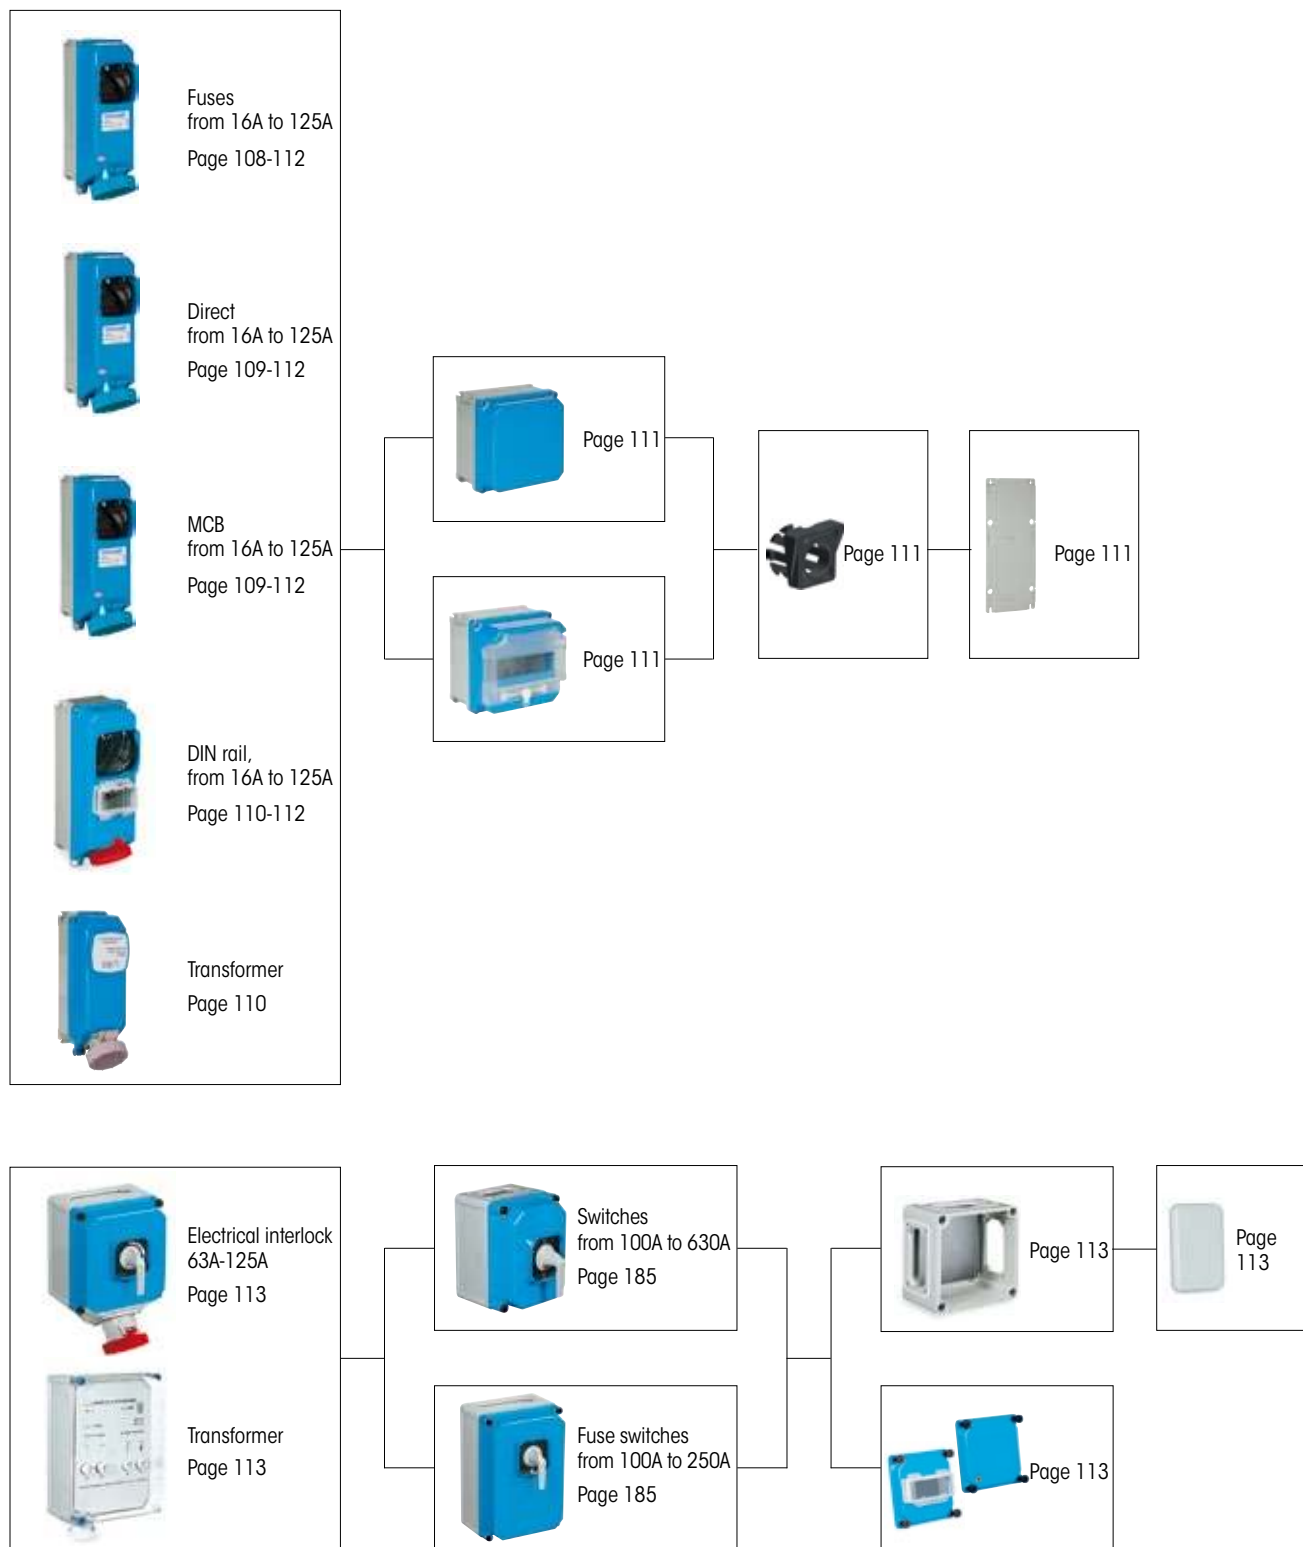 Fuses
from 16A to 125A
Page 108-112
Direct
from 16A to 125A
Page 109-112
MCB
from 16A to 125A
Page 109-112
DIN rail,
from 16A to 125A
Page 110-112
Transformer
Page 110
Page 111
Page 111
Page 111
Page 111
Electrical interlock
63A-125A
Page 113
Transformer
Page 113
Switches
from 100A to 630A
Page 185
Fuse switches
from 100A to 250A
Page 185
Page 113
Page
113
Page 113